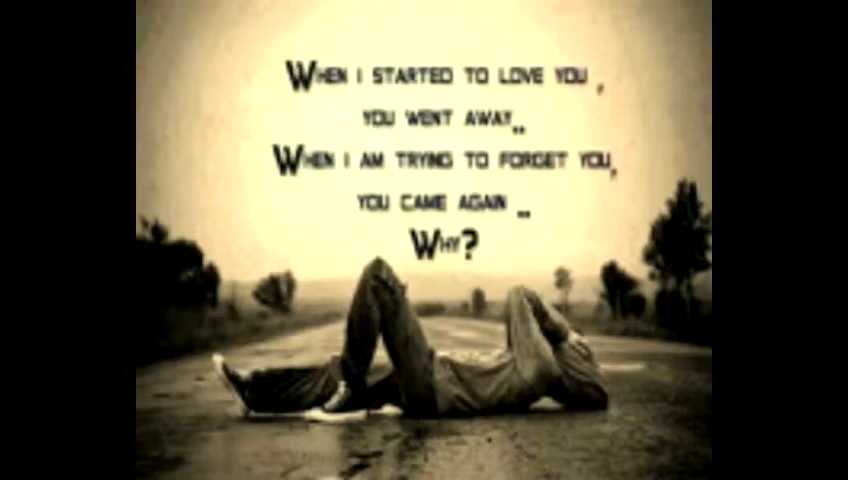 When I started to love you ,
you went away..
When I am trying to forget you,
you came again ..
Why?